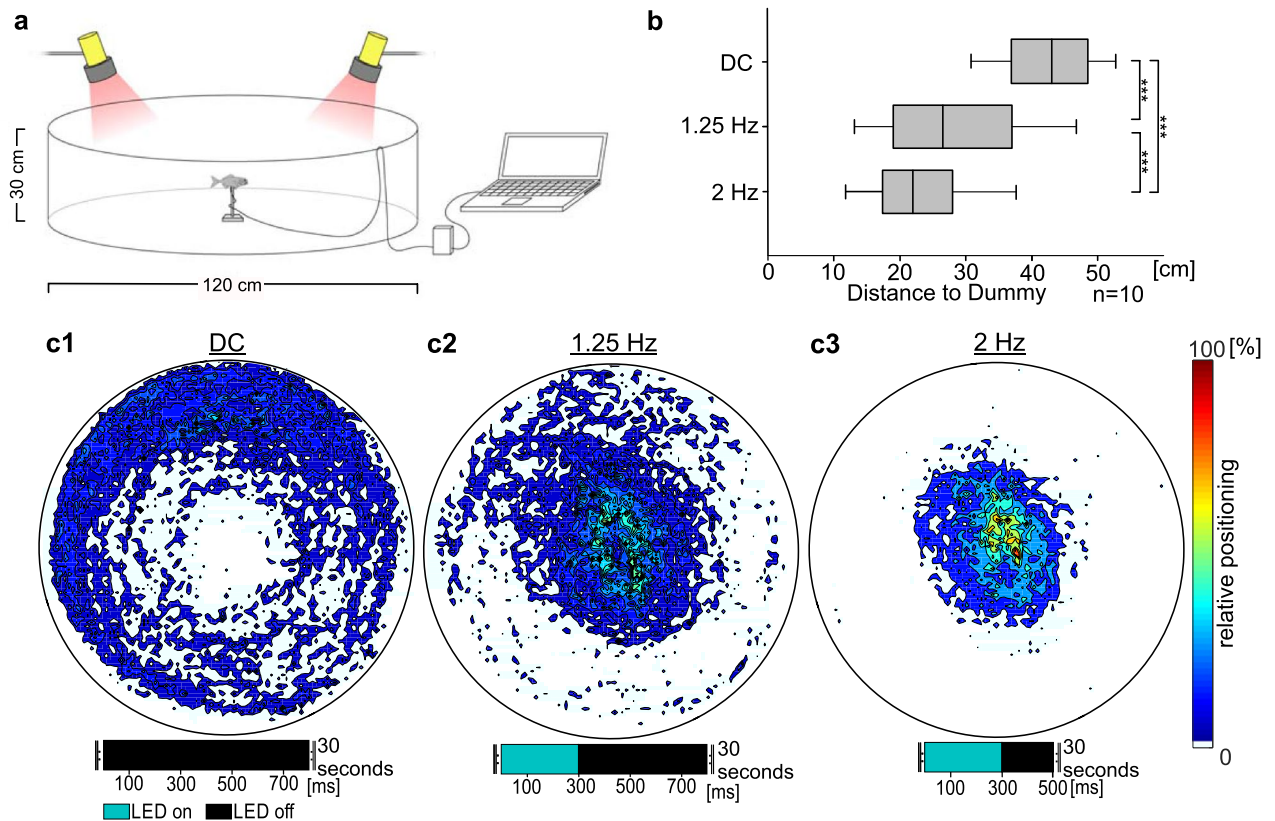 a
30 cm
120 cm
b
DC
1.25 Hz
2 Hz
***
***
***
0 10 20 30 40 50 [cm]
Distance to Dummy n=10
c1 DC
c2 1.25 Hz
c3 2 Hz
100 [%]
relative positioning
0
30
seconds
100 300 500 700 [ms]
LED on LED off
30
seconds
100 300 500 700 [ms]
30
seconds
100 300 500 [ms]